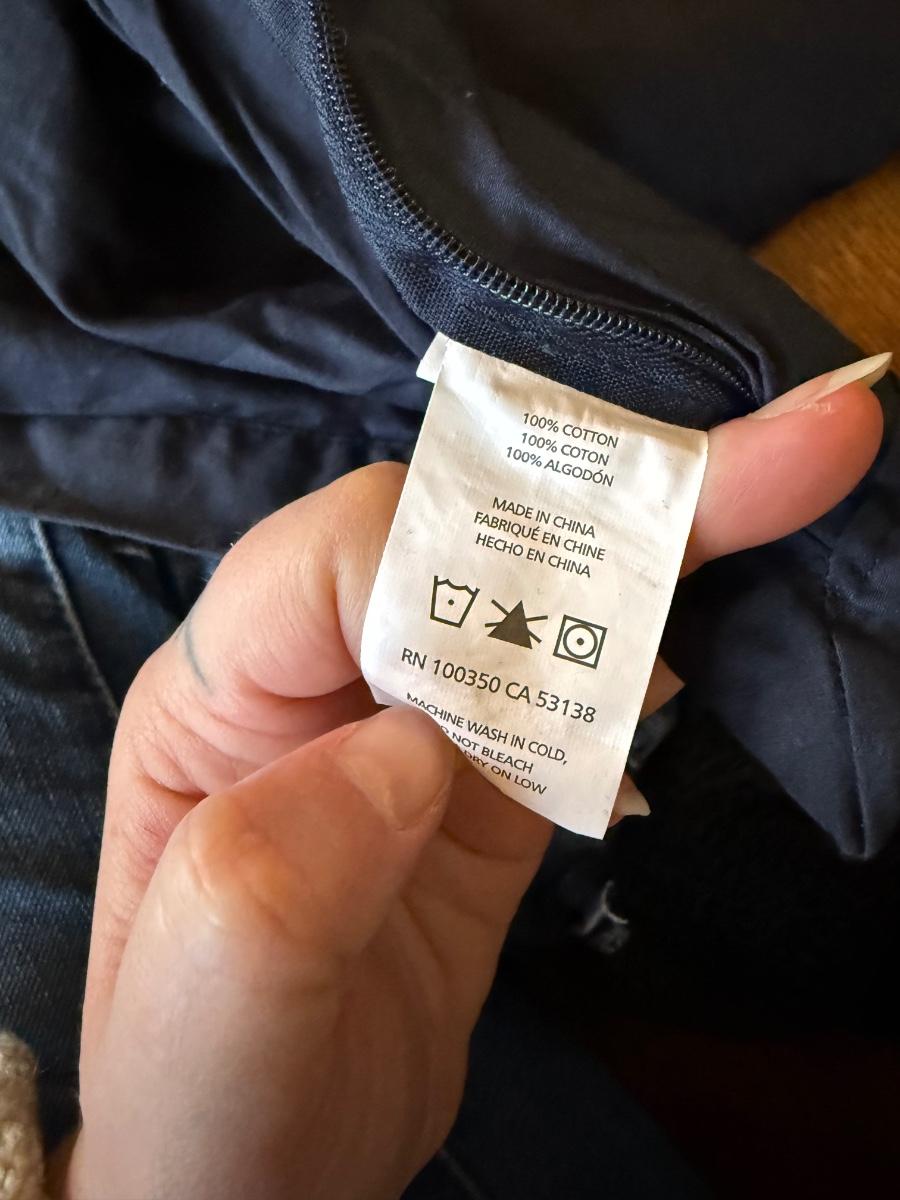 100% COTTON
100% COTON
100% ALGODÓN
MADE IN CHINA
FABRIQUÉ EN CHINE
HECHO EN CHINA
RN 100350 CA 53138
MACHINE WASH IN COLD,
DO NOT BLEACH
DRY ON LOW